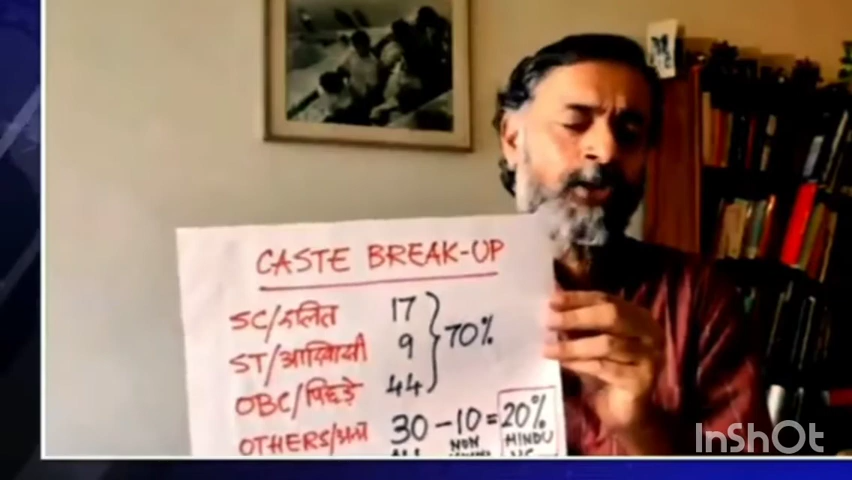 CASTE BREAK-UP
SC/दलित 17
ST/आदिवासी 9 } 70%
OBC/पिछड़े 44
OTHERS/अन्य 30 - 10 = 20%
NON HINDU
InShOt